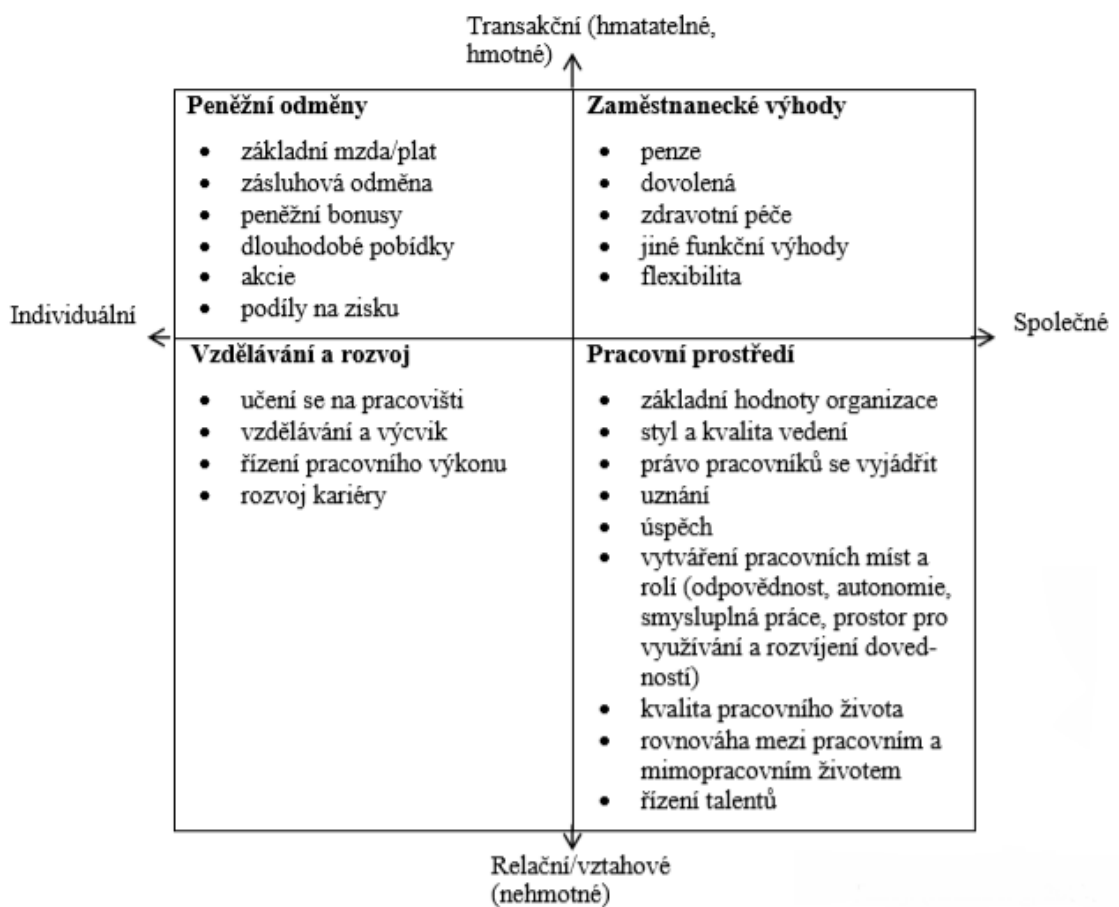 Transakční (hmatatelné,
hmotné)
Peněžní odměny
• základní mzda/plat
• zásluhová odměna
• peněžní bonusy
• dlouhodobé pobídky
• akcie
• podíly na zisku
Zaměstnanecké výhody
• penze
• dovolená
• zdravotní péče
• jiné funkční výhody
• flexibilita
Individuální
Společné
Vzdělávání a rozvoj
• učení se na pracovišti
• vzdělávání a výcvik
• řízení pracovního výkonu
• rozvoj kariéry
Pracovní prostředí
• základní hodnoty organizace
• styl a kvalita vedení
• právo pracovníků se vyjádřit
• uznání
• úspěch
• vytváření pracovních míst a
rolí (odpovědnost, autonomie,
smysluplná práce, prostor pro
využívání a rozvíjení doved-
ností)
• kvalita pracovního života
• rovnováha mezi pracovním a
mimopracovním životem
• řízení talentů
Relační/vztahové
(nehmotné)